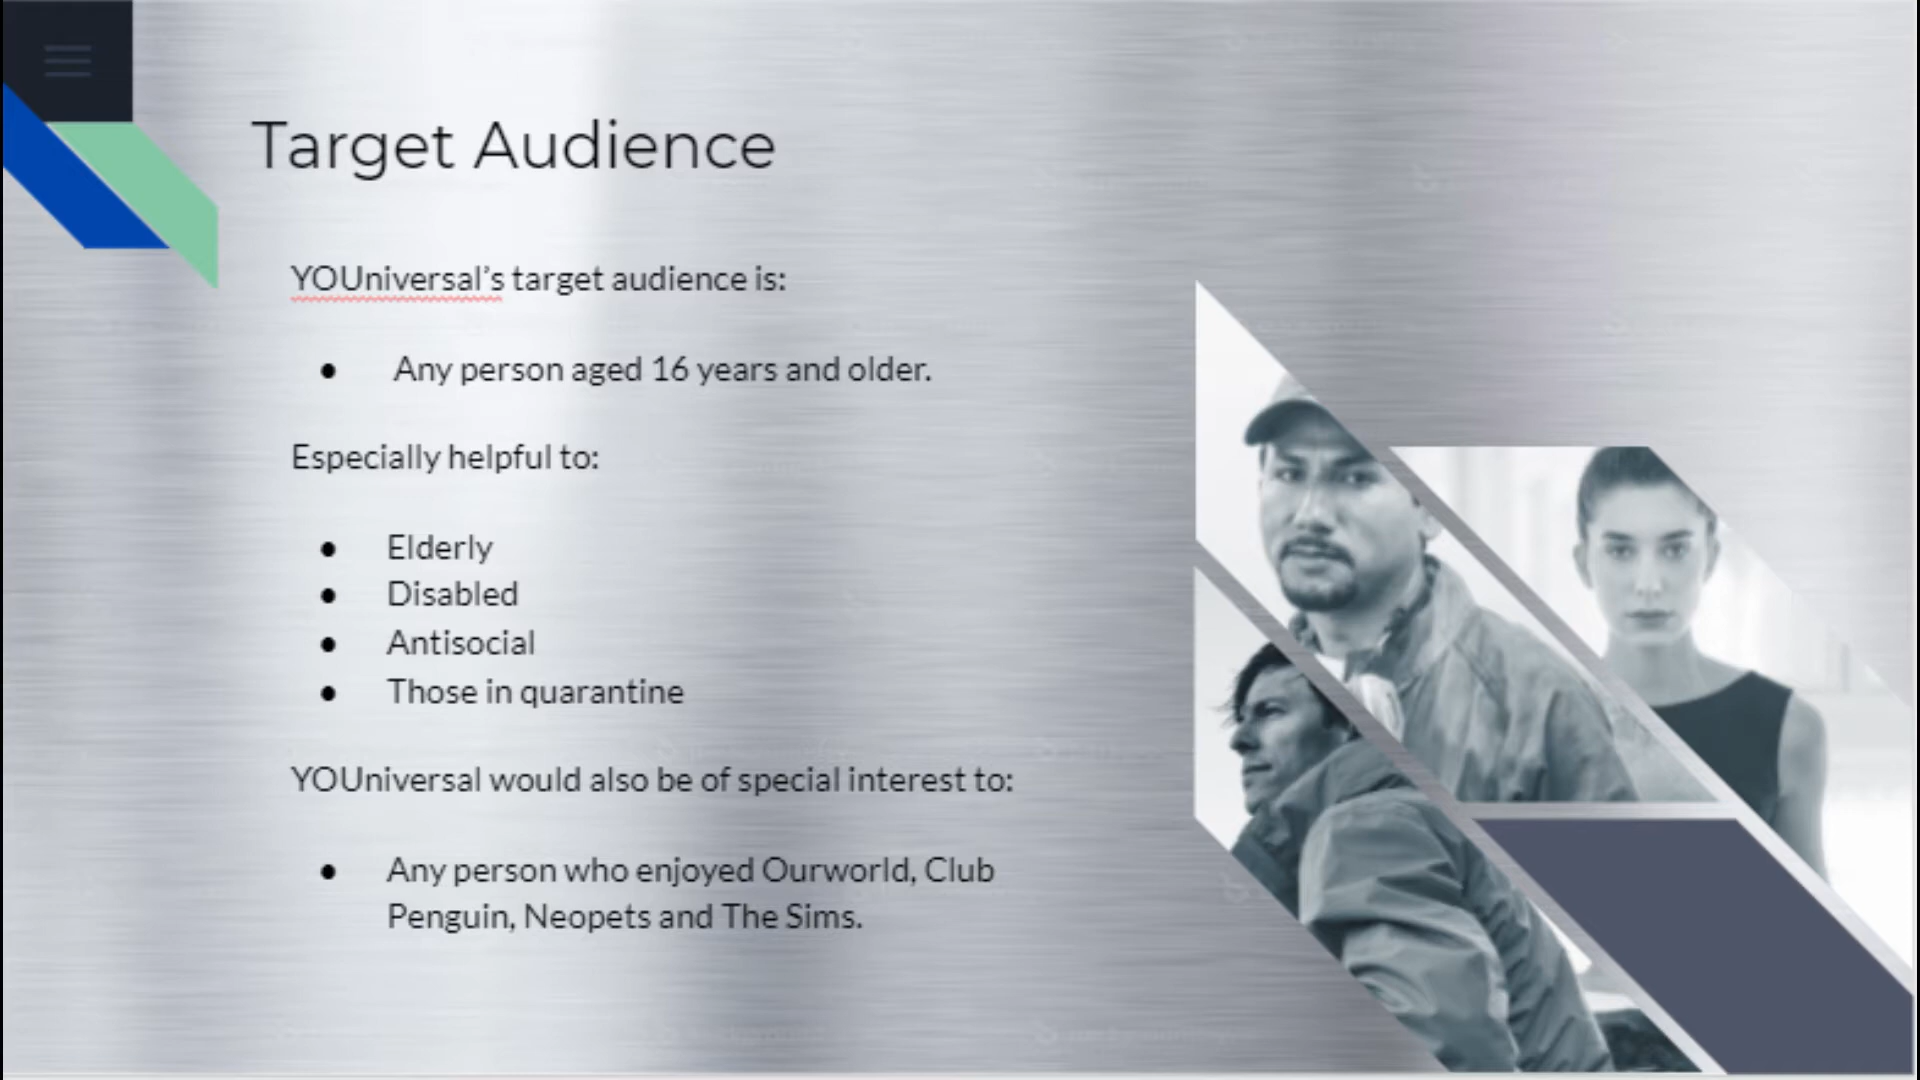 Target Audience
YOUniversal’s target audience is:
● Any person aged 16 years and older.
Especially helpful to:
● Elderly
● Disabled
● Antisocial
● Those in quarantine
YOUniversal would also be of special interest to:
● Any person who enjoyed Ourworld, Club
Penguin, Neopets and The Sims.